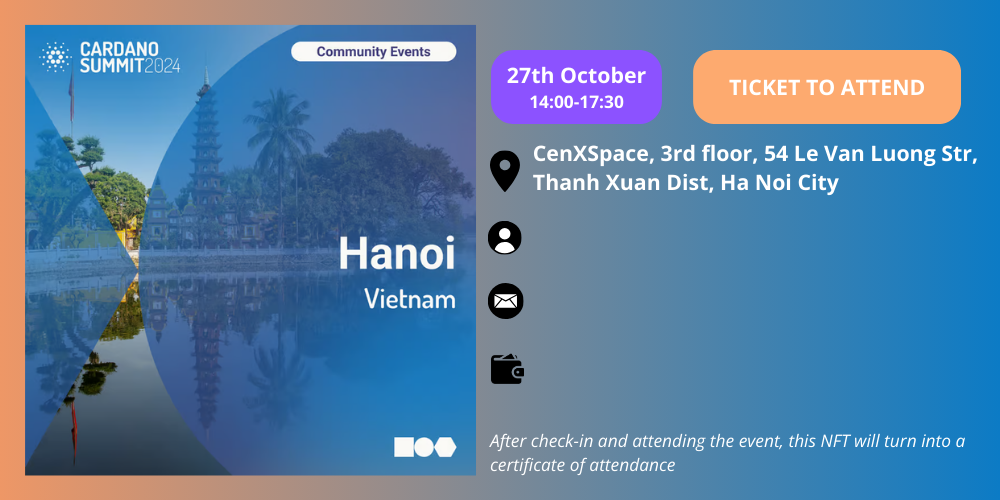 CARDANO
SUMMIT2024
Community Events
Hanoi
Vietnam
27th October
14:00-17:30
TICKET TO ATTEND
CenXSpace, 3rd floor, 54 Le Van Luong Str,
Thanh Xuan Dist, Ha Noi City
After check-in and attending the event, this NFT will turn into a
certificate of attendance